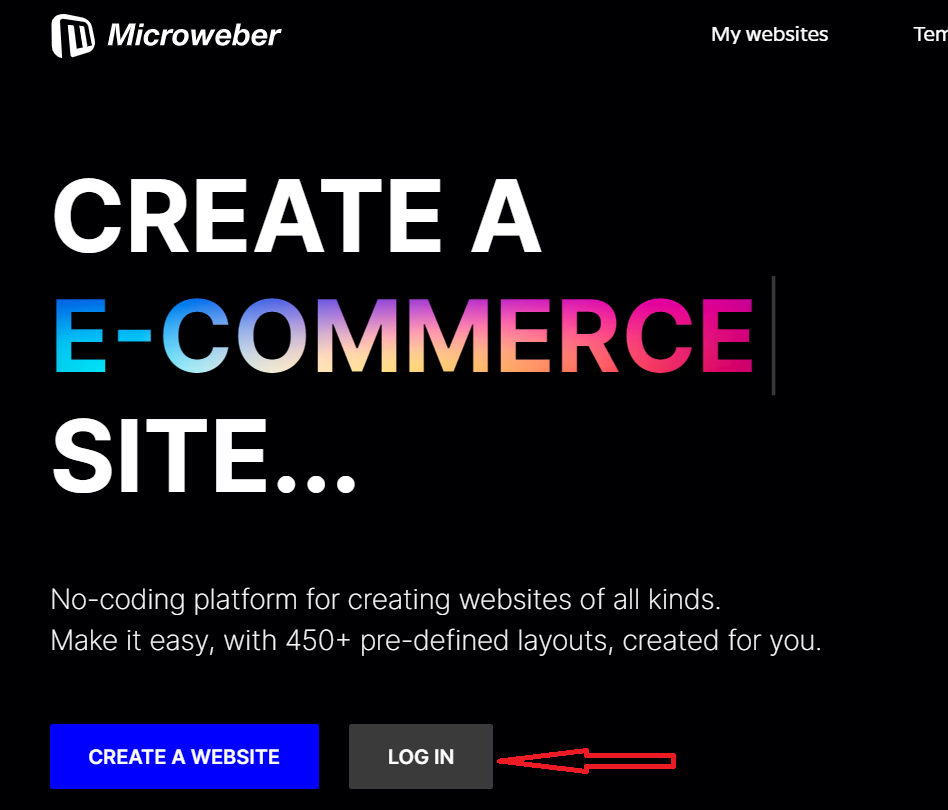 Microweber
My websites
Tem
CREATE A
E-COMMERCE
SITE...
No-coding platform for creating websites of all kinds.
Make it easy, with 450+ pre-defined layouts, created for you.
CREATE A WEBSITE
LOG IN